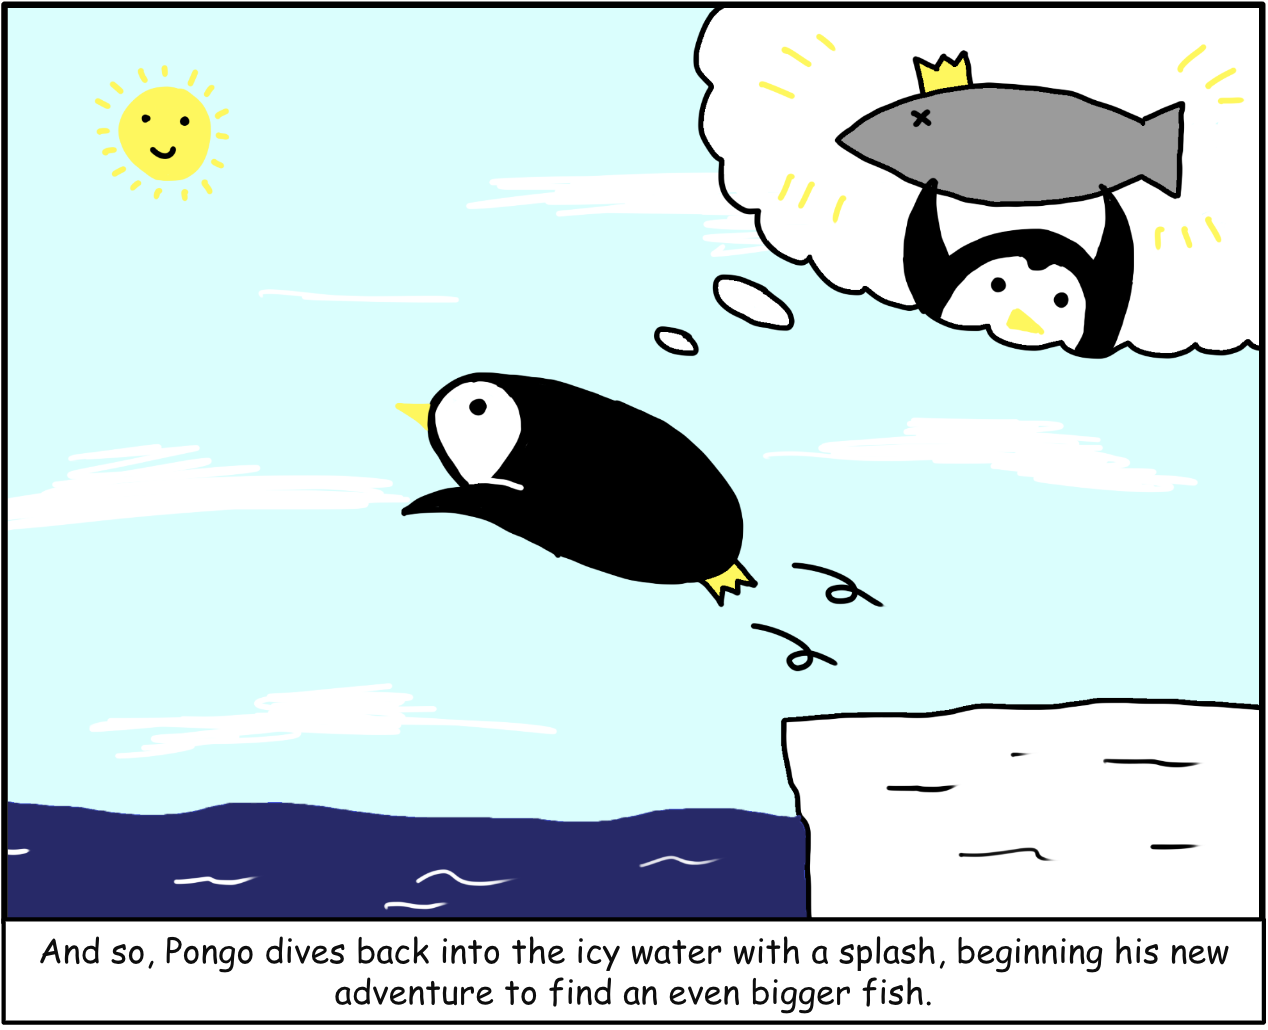 And so, Pongo dives back into the icy water with a splash, beginning his new
adventure to find an even bigger fish.